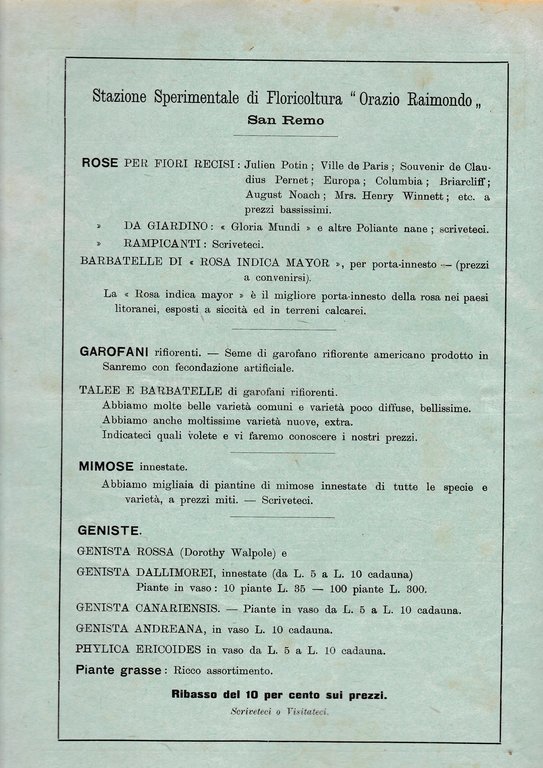 Stazione Sperimentale di Floricoltura " Orazio Raimondo „
San Remo
ROSE PER FIORI RECISI : Julien Potin ; Ville de Paris ; Souvenir de Clau-
dius Pernet ; Europa ; Columbia ; Briarcliff ;
August Noach ; Mrs. Henry Winnett ; etc. a
prezzi bassissimi.
» DA GIARDINO : « Gloria Mundi » e altre Poliante nane ; scriveteci.
» RAMPICANTI : Scriveteci.
BARBATELLE DI « ROSA INDICA MAYOR », per porta-innesto — (prezzi
a convenirsi).
La « Rosa indica mayor » è il migliore porta-innesto della rosa nei paesi
litoranei, esposti a siccità ed in terreni calcarei.
GAROFANI rifiorenti. — Seme di garofano rifiorente americano prodotto in
Sanremo con fecondazione artificiale.
TALEE E BARBATELLE di garofani rifiorenti.
Abbiamo molte belle varietà comuni e varietà poco diffuse, bellissime.
Abbiamo anche moltissime varietà nuove, extra.
Indicateci quali volete e vi faremo conoscere i nostri prezzi.
MIMOSE innestate.
Abbiamo migliaia di piantine di mimose innestate di tutte le specie e
varietà, a prezzi miti. — Scriveteci.
GENISTE.
GENISTA ROSSA (Dorothy Walpole) e
GENISTA DALLIMOREI, innestate (da L. 5 a L. 10 cadauna)
Piante in vaso : 10 piante L. 35 — 100 piante L. 300.
GENISTA CANARIENSIS. — Piante in vaso da L. 5 a L. 10 cadauna.
GENISTA ANDREANA, in vaso L. 10 cadauna.
PHYLICA ERICOIDES in vaso da L. 5 a L. 10 cadauna.
Piante grasse : Ricco assortimento.
Ribasso del 10 per cento sui prezzi.
Scriveteci o Visitateci.